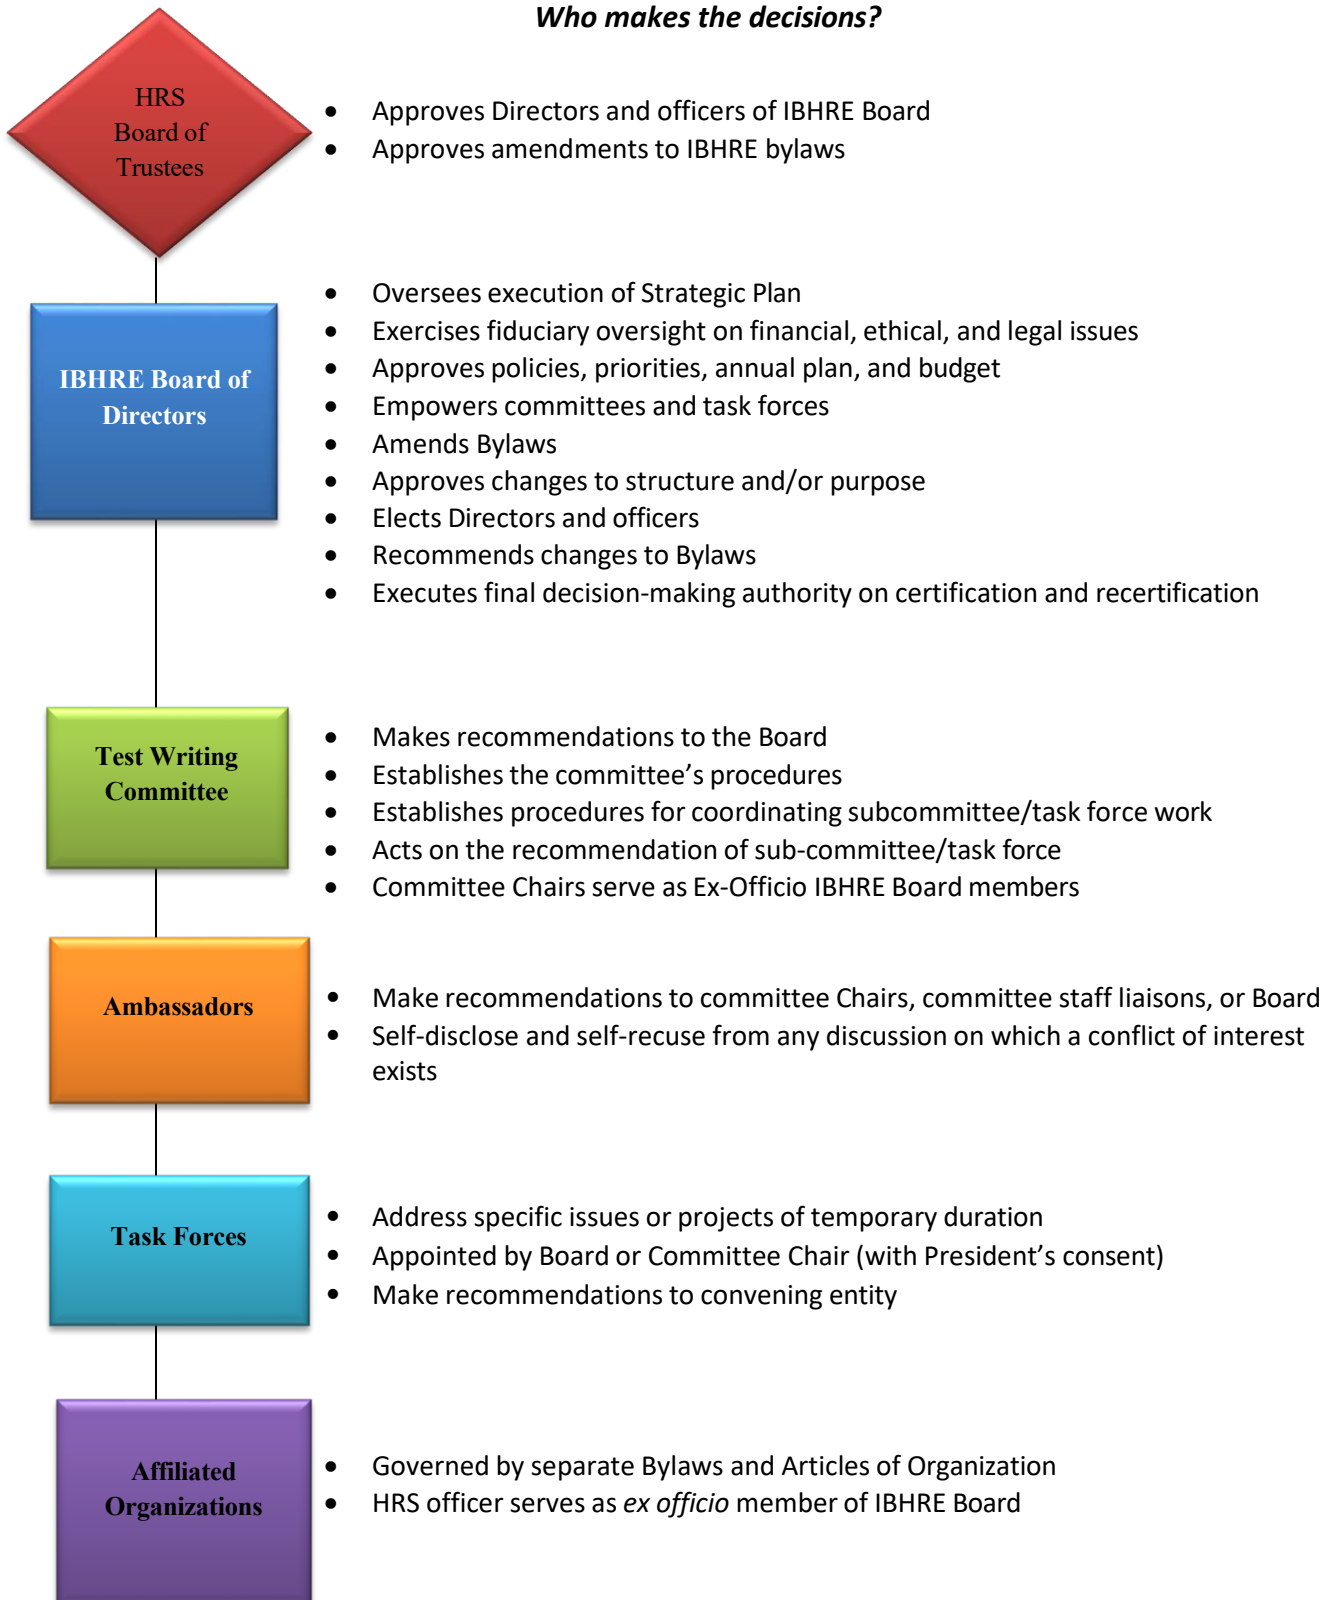 Who makes the decisions?
HRS
Board of
Trustees
• Approves Directors and officers of IBHRE Board
• Approves amendments to IBHRE bylaws
IBHRE Board of
Directors
• Oversees execution of Strategic Plan
• Exercises fiduciary oversight on financial, ethical, and legal issues
• Approves policies, priorities, annual plan, and budget
• Empowers committees and task forces
• Amends Bylaws
• Approves changes to structure and/or purpose
• Elects Directors and officers
• Recommends changes to Bylaws
• Executes final decision-making authority on certification and recertification
Test Writing
Committee
• Makes recommendations to the Board
• Establishes the committee’s procedures
• Establishes procedures for coordinating subcommittee/task force work
• Acts on the recommendation of sub-committee/task force
• Committee Chairs serve as Ex-Officio IBHRE Board members
Ambassadors
• Make recommendations to committee Chairs, committee staff liaisons, or Board
• Self-disclose and self-recuse from any discussion on which a conflict of interest
exists
Task Forces
• Address specific issues or projects of temporary duration
• Appointed by Board or Committee Chair (with President’s consent)
• Make recommendations to convening entity
Affiliated
Organizations
• Governed by separate Bylaws and Articles of Organization
• HRS officer serves as ex officio member of IBHRE Board